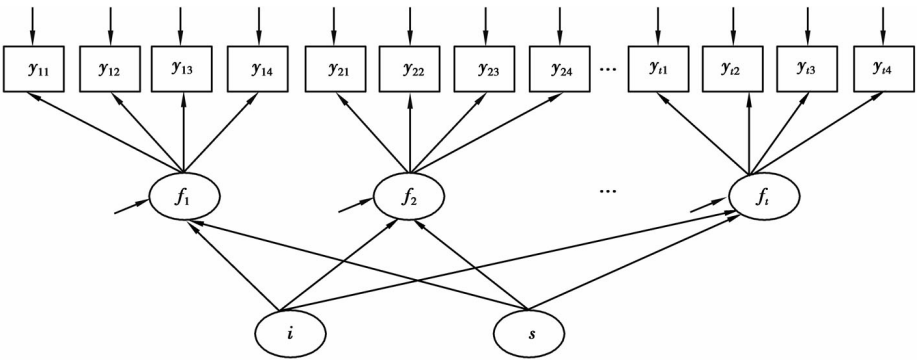 y11 y12 y13 y14 y21 y22 y23 y24 ... yt1 yt2 yt3 yt4
f1 f2 ... ft
i s